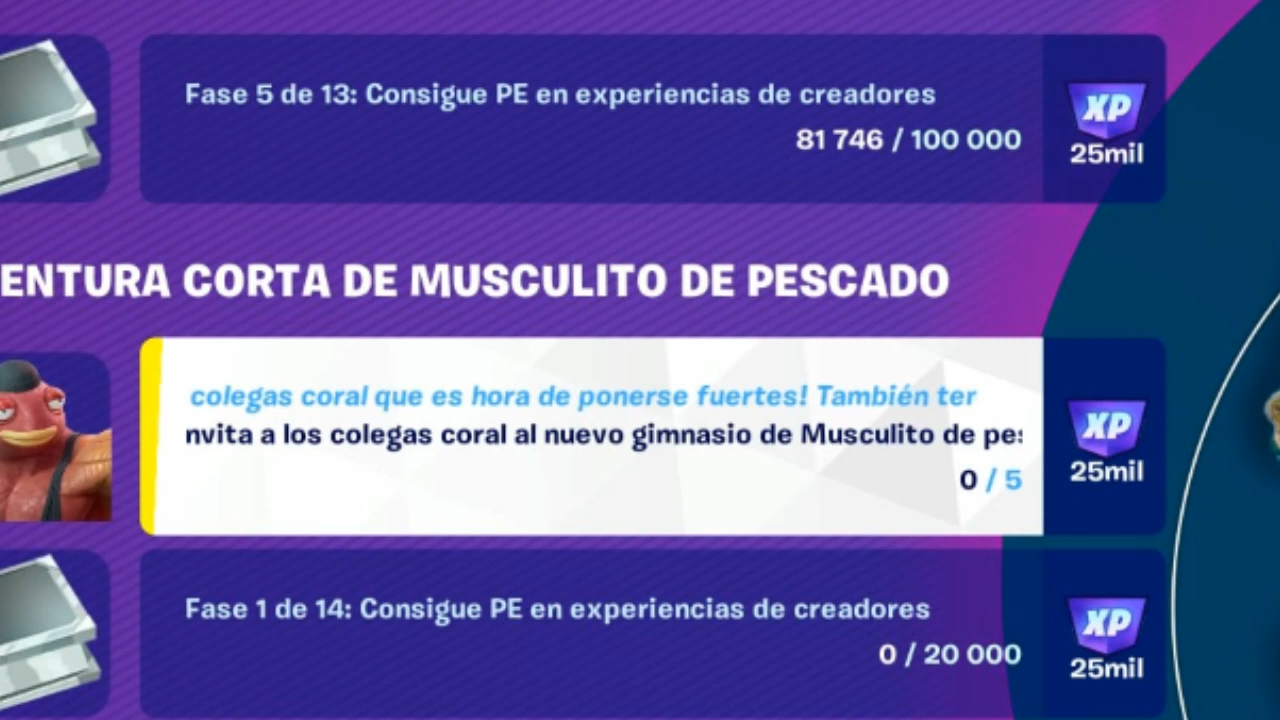 Fase 5 de 13: Consigue PE en experiencias de creadores
81 746 / 100 000
XP
25mil
ENTURA CORTA DE MUSCULITO DE PESCADO
colegas coral que es hora de ponerse fuertes! También ter
nvita a los colegas coral al nuevo gimnasio de Musculito de pes
0 / 5
XP
25mil
Fase 1 de 14: Consigue PE en experiencias de creadores
0 / 20 000
XP
25mil